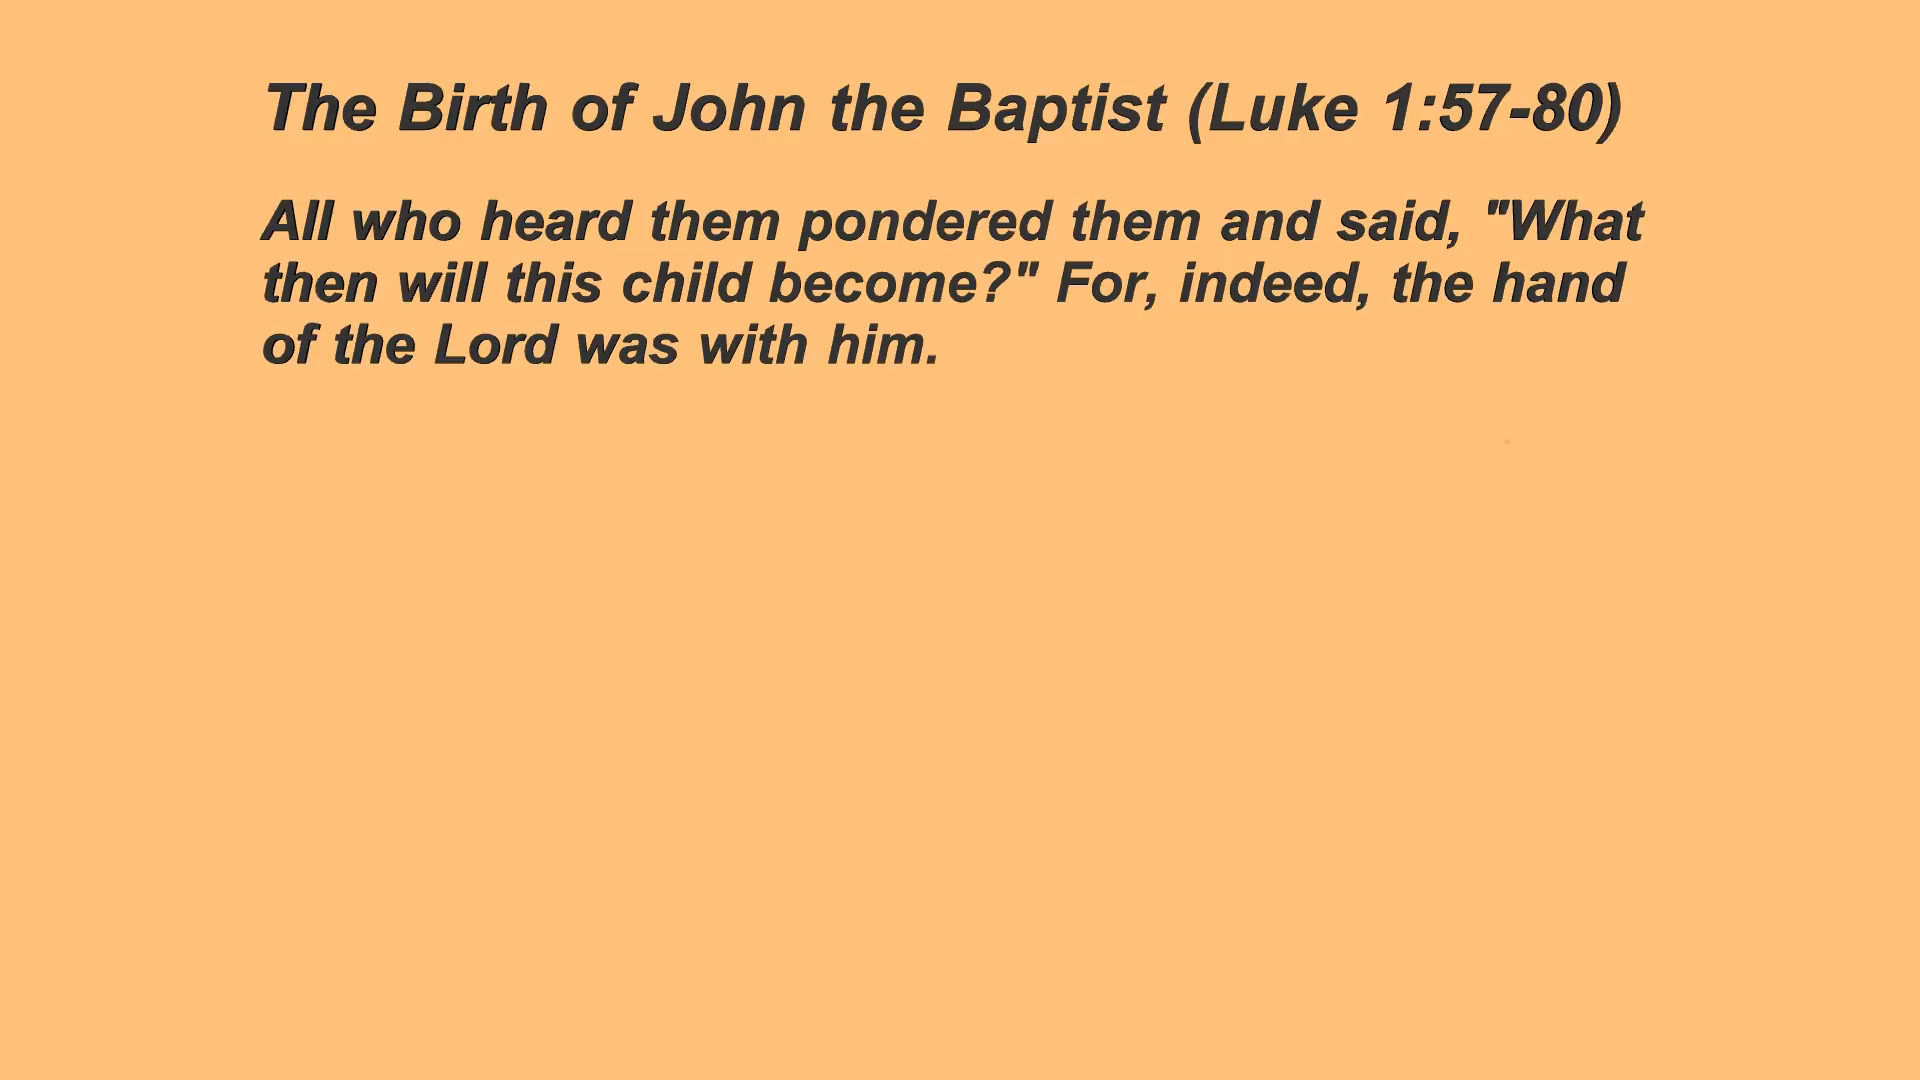 The Birth of John the Baptist (Luke 1:57-80)
All who heard them pondered them and said, "What
then will this child become?" For, indeed, the hand
of the Lord was with him.